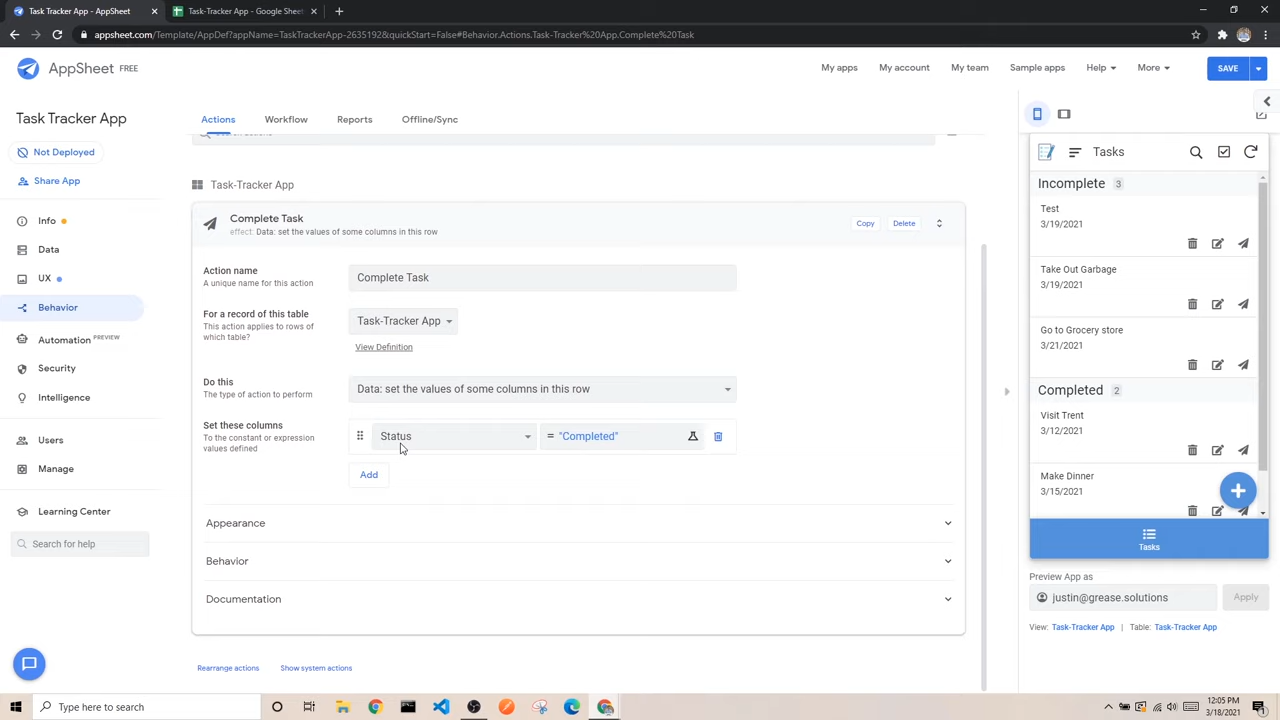 Task Tracker App - AppSheet
Task-Tracker App - Google Sheet
appsheet.com/Template/AppDef?appName=TaskTrackerApp-2635192&quickStart=False#Behavior.Actions.Task-Tracker%20App.Complete%20Task
AppSheet FREE
My apps
My account
My team
Sample apps
Help
More
SAVE
Task Tracker App
Not Deployed
Share App
Info
Data
UX
Behavior
Automation PREVIEW
Security
Intelligence
Users
Manage
Learning Center
Search for help
Actions
Workflow
Reports
Offline/Sync
Search actions
Task-Tracker App
Complete Task
effect: Data: set the values of some columns in this row
Copy
Delete
Action name
A unique name for this action
Complete Task
For a record of this table
This action applies to rows of
which table?
Task-Tracker App
View Definition
Do this
The type of action to perform
Data: set the values of some columns in this row
Set these columns
To the constant or expression
values defined
Status
= "Completed"
Add
Appearance
Behavior
Documentation
Rearrange actions
Show system actions
Tasks
Incomplete 3
Test
3/19/2021
Take Out Garbage
3/19/2021
Go to Grocery store
3/21/2021
Completed 2
Visit Trent
3/12/2021
Make Dinner
3/15/2021
Tasks
Preview App as
justin@grease.solutions
Apply
View: Task-Tracker App | Table: Task-Tracker App
Type here to search
12:05 PM
3/18/2021